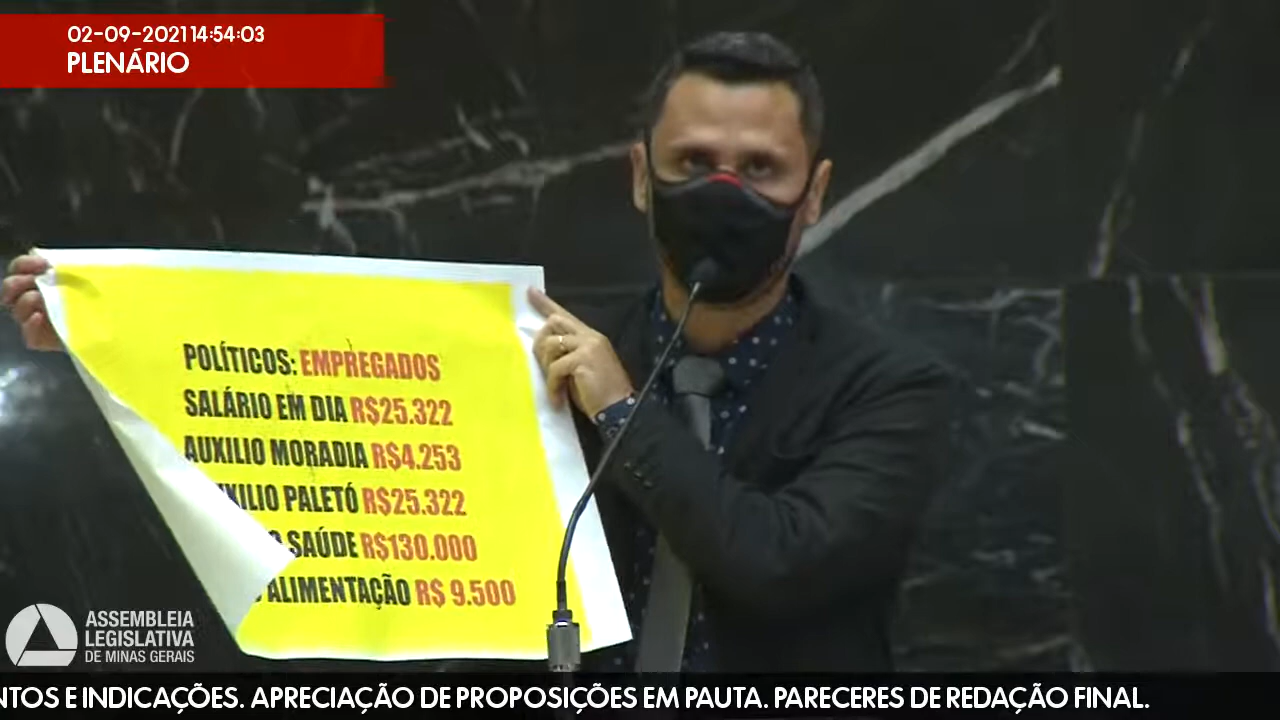 02-09-2021 14:54:03
PLENÁRIO
POLÍTICOS: EMPREGADOS
SALÁRIO EM DIA R$25.322
AUXILIO MORADIA R$4.253
XILIO PALETÓ R$25.322
SAÚDE R$130.000
ALIMENTAÇÃO R$ 9.500
ASSEMBLEIA
LEGISLATIVA
DE MINAS GERAIS
NTOS E INDICAÇÕES. APRECIAÇÃO DE PROPOSIÇÕES EM PAUTA. PARECERES DE REDAÇÃO FINAL.